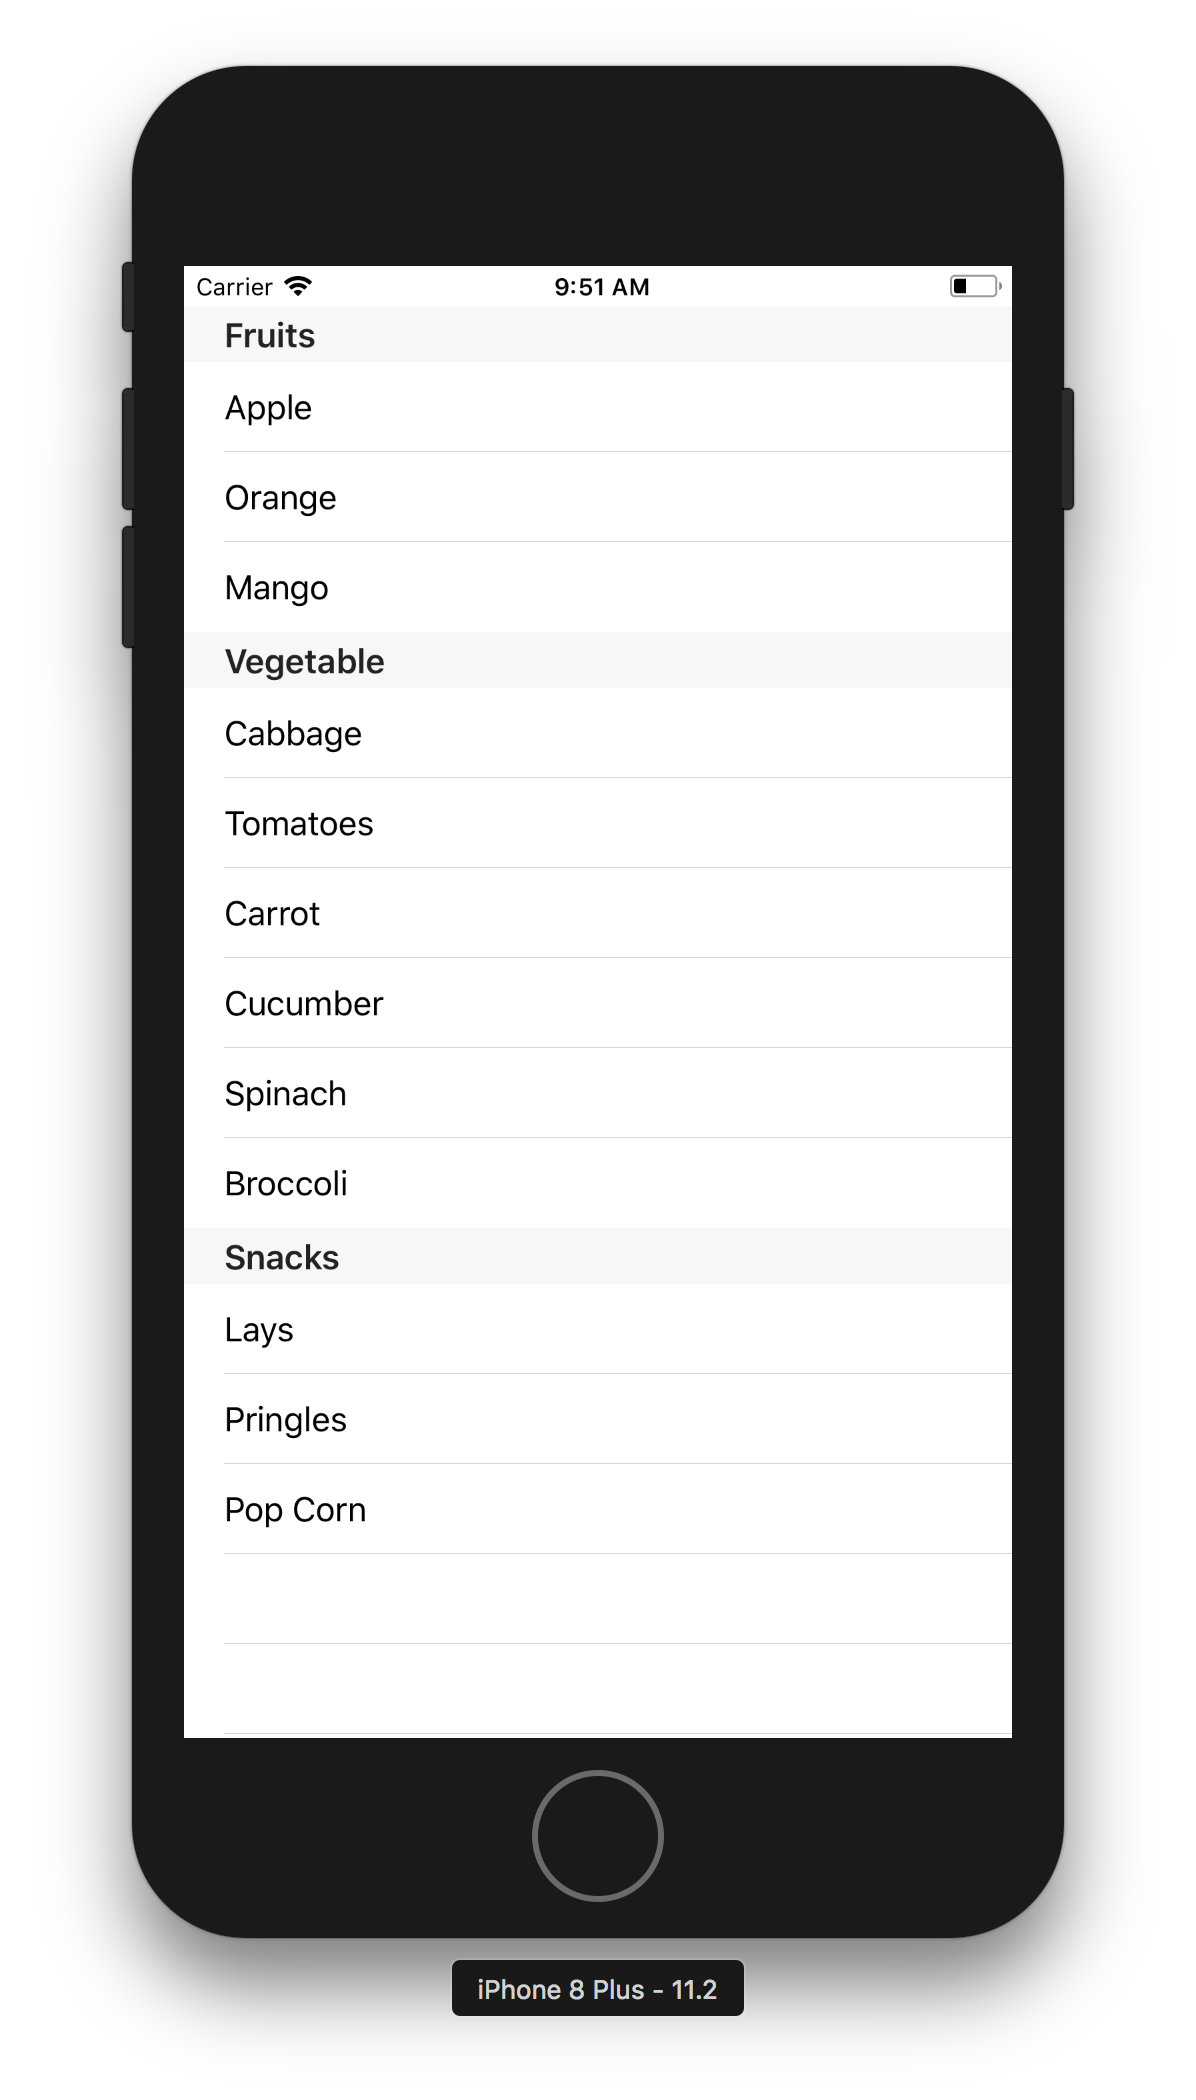 Carrier 9:51 AM
Fruits
Apple
Orange
Mango
Vegetable
Cabbage
Tomatoes
Carrot
Cucumber
Spinach
Broccoli
Snacks
Lays
Pringles
Pop Corn
iPhone 8 Plus - 11.2